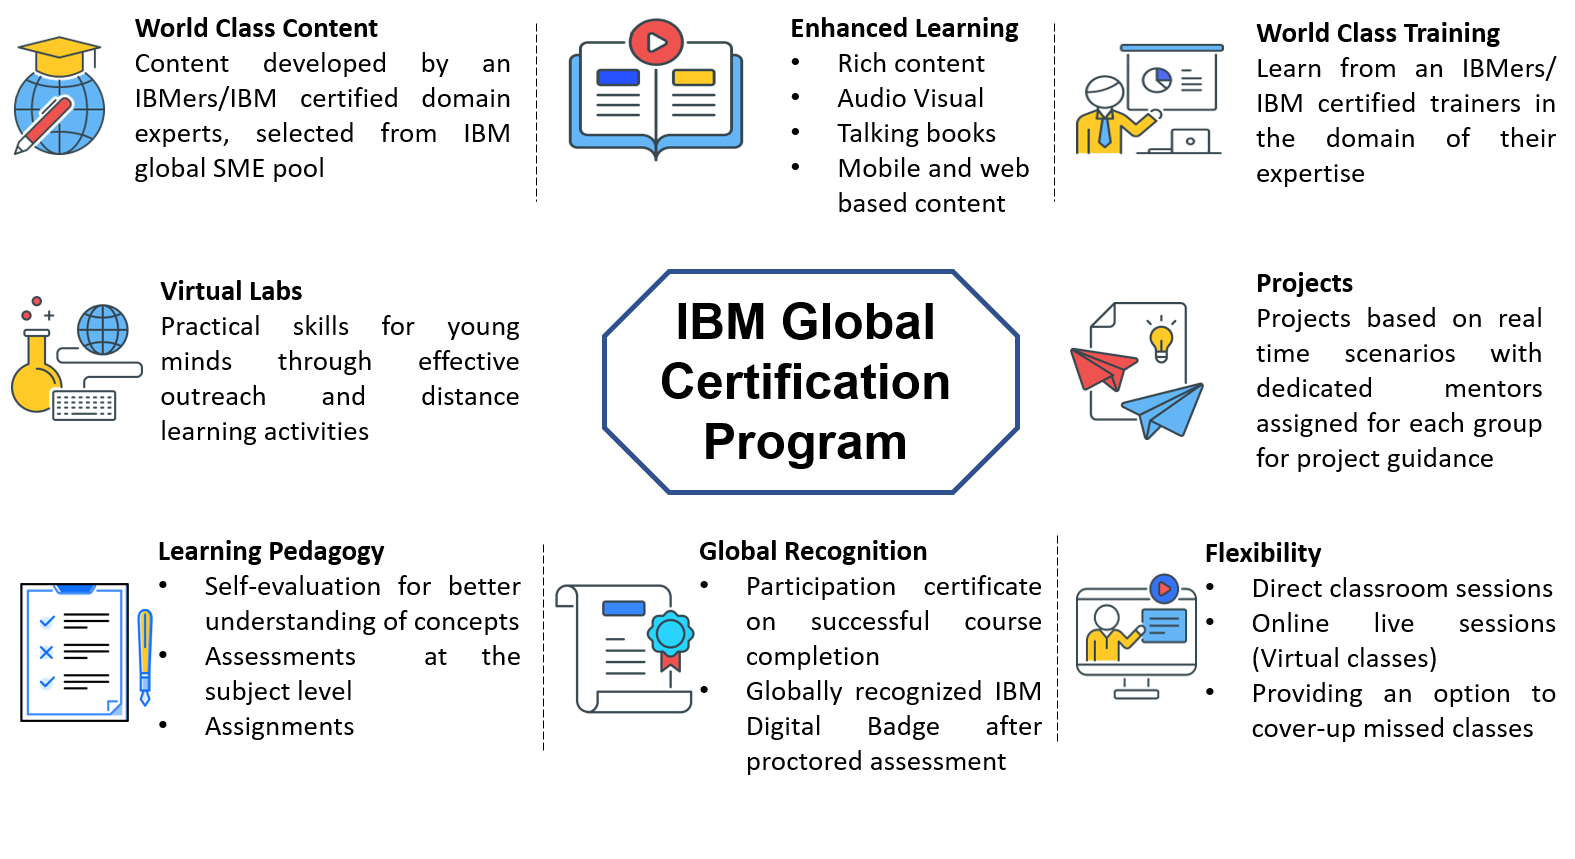 World Class Content
Content developed by an
IBMers/IBM certified domain
experts, selected from IBM
global SME pool
Enhanced Learning
• Rich content
• Audio Visual
• Talking books
• Mobile and web
based content
World Class Training
Learn from an IBMers/
IBM certified trainers in
the domain of their
expertise
Virtual Labs
Practical skills for young
minds through effective
outreach and distance
learning activities
IBM Global
Certification
Program
Projects
Projects based on real
time scenarios with
dedicated mentors
assigned for each group
for project guidance
Learning Pedagogy
• Self-evaluation for better
understanding of concepts
• Assessments at the
subject level
• Assignments
Global Recognition
• Participation certificate
on successful course
completion
• Globally recognized IBM
Digital Badge after
proctored assessment
Flexibility
• Direct classroom sessions
• Online live sessions
(Virtual classes)
• Providing an option to
cover-up missed classes